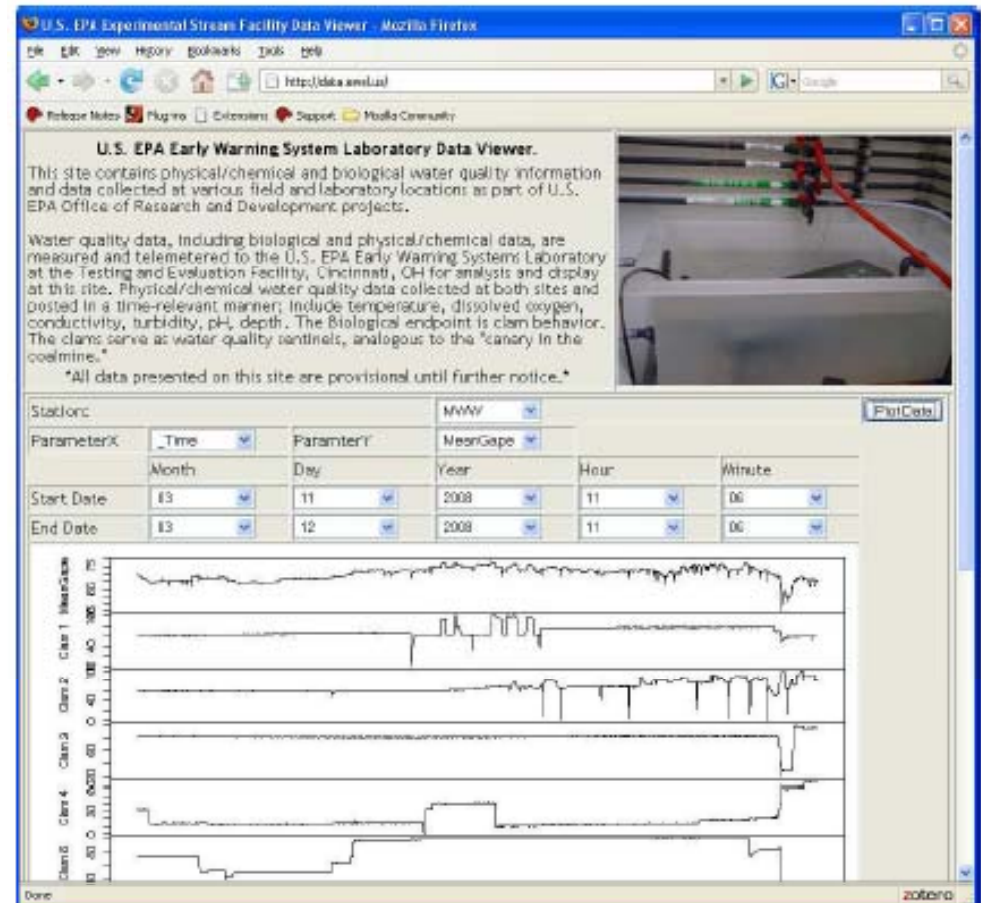 U.S. EPA Experimental Stream Facility Data Viewer - Mozilla Firefox
File Edit View History Bookmarks Tools Help
Google
Release Notes Plug-ins Extensions Support Mozilla Community
U.S. EPA Early Warning System Laboratory Data Viewer.
This site contains physical/chemical and biological water quality information
and data collected at various field and laboratory locations as part of U.S.
EPA Office of Research and Development projects.
Water quality data, including biological and physical/chemical data, are
measured and telemetered to the U.S. EPA Early Warning Systems Laboratory
at the Testing and Evaluation Facility, Cincinnati, OH for analysis and display
at this site. Physical/chemical water quality data collected at both sites and
posted in a time-relevant manner; include temperature, dissolved oxygen,
conductivity, turbidity, pH, depth. The Biological endpoint is clam behavior.
The clams serve as water quality sentinels, analogous to the "canary in the
coalmine."
*All data presented on this site are provisional until further notice.*
Station: MWW PlotData
ParameterX _Time ParamterY MeanGape
Month Day Year Hour Minute
Start Date 03 11 2008 11 06
End Date 03 12 2008 11 06
MeanGape
Clam 1
Clam 2
Clam 3
Clam 4
Clam 5
Done zotero